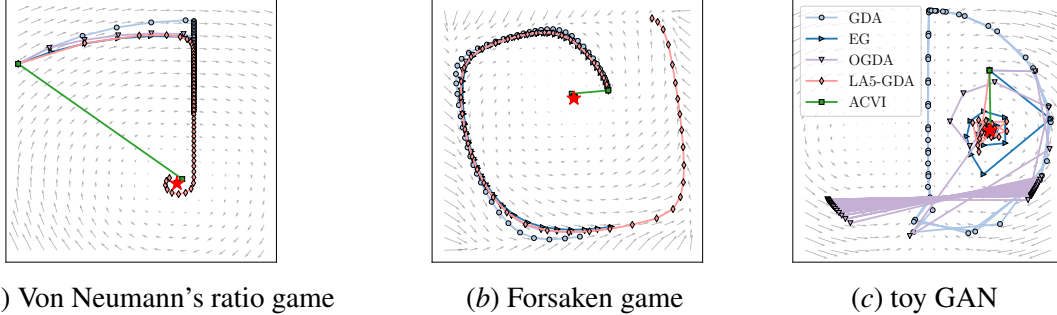 GDA
EG
OGDA
LA5-GDA
ACVI
) Von Neumann's ratio game
(b) Forsaken game
(c) toy GAN